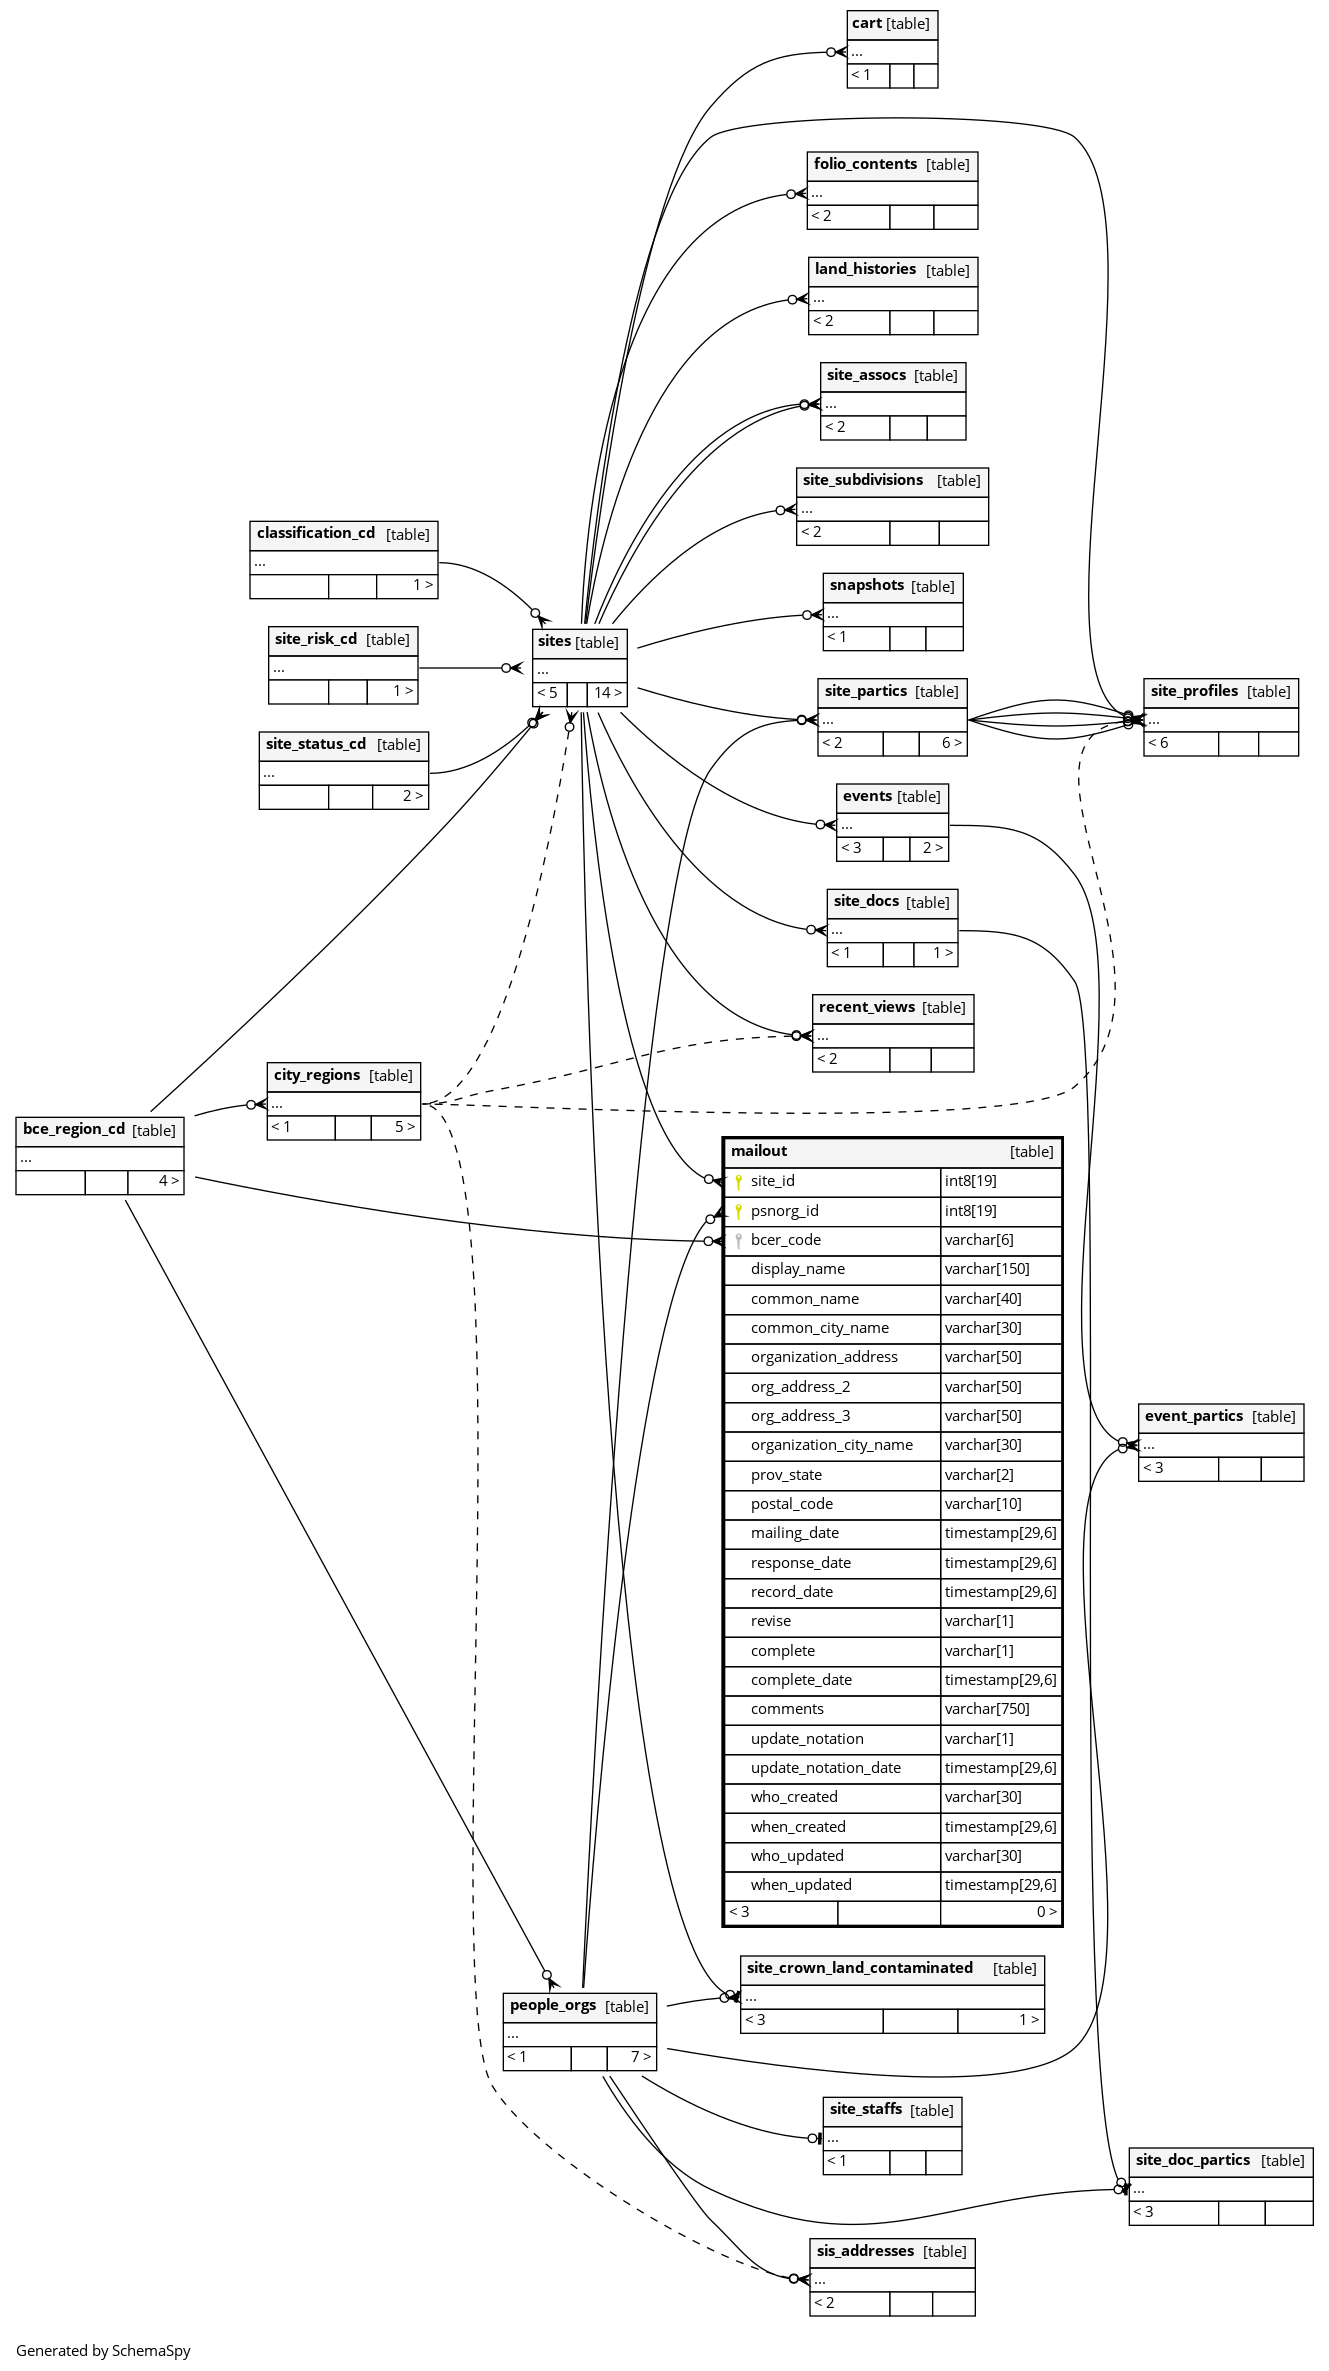 cart [table]
...
< 1
folio_contents [table]
...
< 2
land_histories [table]
...
< 2
site_assocs [table]
...
< 2
site_subdivisions [table]
...
< 2
classification_cd [table]
...
1 >
snapshots [table]
...
< 1
site_risk_cd [table]
...
1 >
sites [table]
...
< 5 14 >
site_partics [table]
...
< 2 6 >
site_profiles [table]
...
< 6
site_status_cd [table]
...
2 >
events [table]
...
< 3 2 >
site_docs [table]
...
< 1 1 >
recent_views [table]
...
< 2
city_regions [table]
...
< 1 5 >
bce_region_cd [table]
...
4 >
mailout [table]
site_id int8[19]
psnorg_id int8[19]
bcer_code varchar[6]
display_name varchar[150]
common_name varchar[40]
common_city_name varchar[30]
organization_address varchar[50]
org_address_2 varchar[50]
org_address_3 varchar[50]
organization_city_name varchar[30]
prov_state varchar[2]
postal_code varchar[10]
mailing_date timestamp[29,6]
response_date timestamp[29,6]
record_date timestamp[29,6]
revise varchar[1]
complete varchar[1]
complete_date timestamp[29,6]
comments varchar[750]
update_notation varchar[1]
update_notation_date timestamp[29,6]
who_created varchar[30]
when_created timestamp[29,6]
who_updated varchar[30]
when_updated timestamp[29,6]
< 3 0 >
event_partics [table]
...
< 3
site_crown_land_contaminated [table]
...
< 3 1 >
people_orgs [table]
...
< 1 7 >
site_staffs [table]
...
< 1
site_doc_partics [table]
...
< 3
sis_addresses [table]
...
< 2
Generated by SchemaSpy